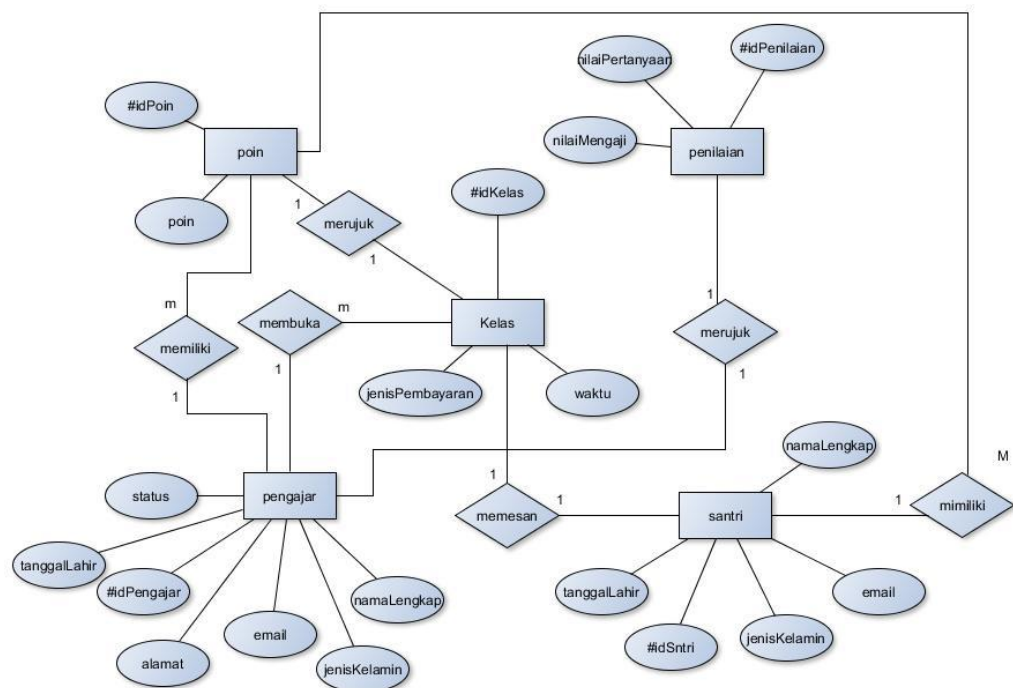 #idPoin
poin
poin
nilaiPertanyaan
#idPenilaian
nilaiMengaji
penilaian
1
merujuk
1
#idKelas
m
memiliki
1
membuka
m
1
Kelas
jenisPembayaran
waktu
1
merujuk
1
status
pengajar
tanggalLahir
#idPengajar
alamat
email
jenisKelamin
namaLengkap
1
memesan
1
santri
namaLengkap
1
M
mimiliki
tanggalLahir
#idSntri
jenisKelamin
email